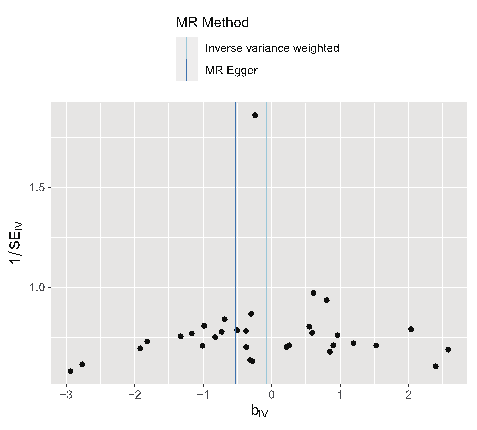 MR Method
Inverse variance weighted
MR Egger
1.5
1.0
1/SE_IV
−3
−2
−1
0
1
2
b_IV